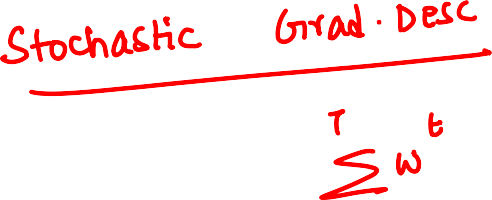 Stochastic Grad. Desc
T
∑ w^t